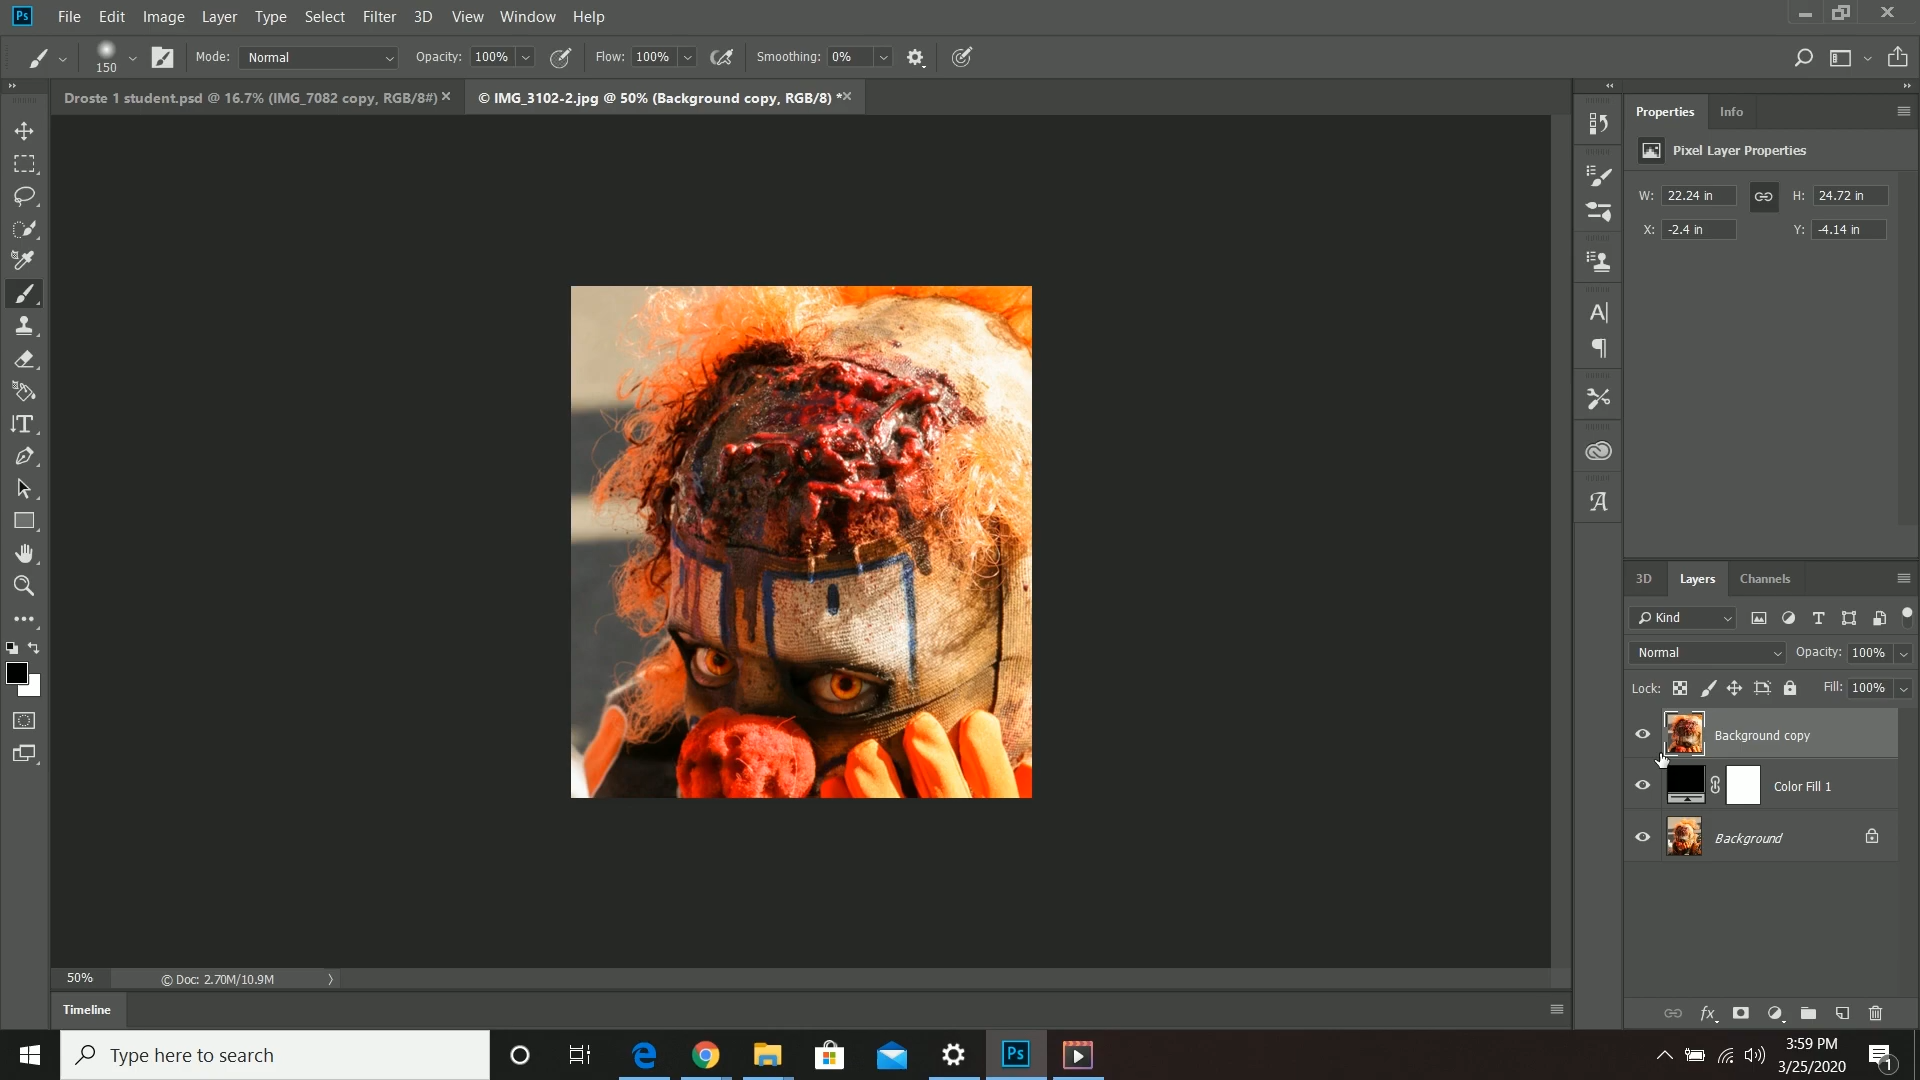 Ps File Edit Image Layer Type Select Filter 3D View Window Help
150 Mode: Normal Opacity: 100% Flow: 100% Smoothing: 0%
Droste 1 student.psd @ 16.7% (IMG_7082 copy, RGB/8#) × © IMG_3102-2.jpg @ 50% (Background copy, RGB/8) *×
Properties Info
Pixel Layer Properties
W: 22.24 in H: 24.72 in
X: -2.4 in Y: -4.14 in
3D Layers Channels
Kind
Normal Opacity: 100%
Lock: Fill: 100%
Background copy
Color Fill 1
Background
50% © Doc: 2.70M/10.9M
Timeline
Type here to search
Ps
3:59 PM
3/25/2020
1